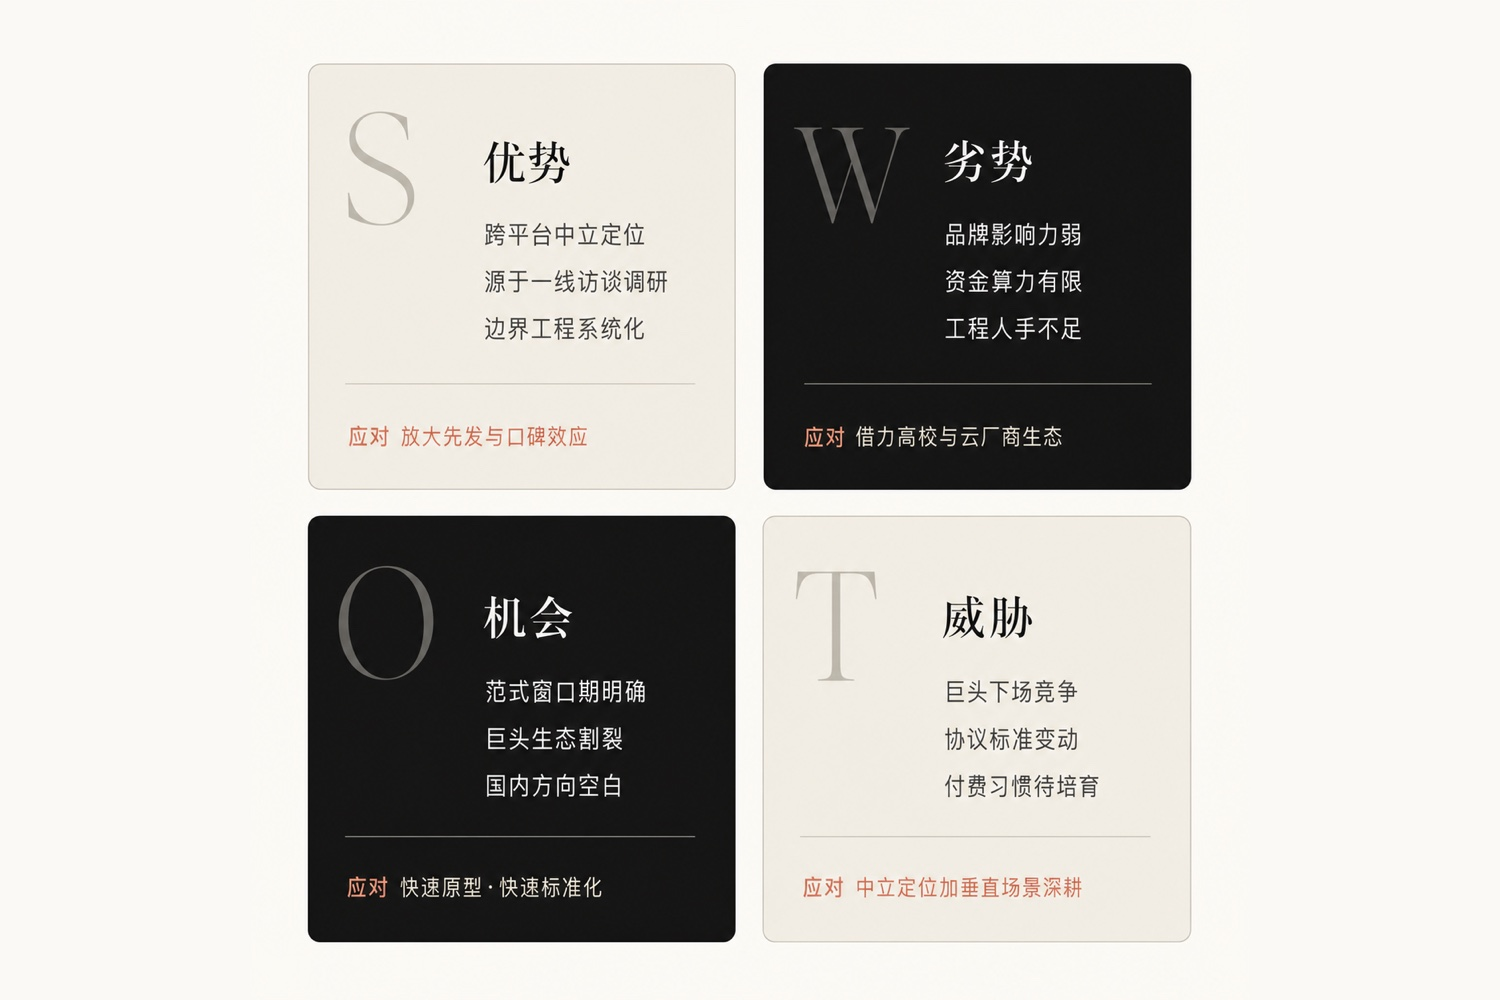 S
优势
跨平台中立定位
源于一线访谈调研
边界工程系统化
应对 放大先发与口碑效应
W
劣势
品牌影响力弱
资金算力有限
工程人手不足
应对 借力高校与云厂商生态
O
机会
范式窗口期明确
巨头生态割裂
国内方向空白
应对 快速原型·快速标准化
T
威胁
巨头下场竞争
协议标准变动
付费习惯待培育
应对 中立定位加垂直场景深耕